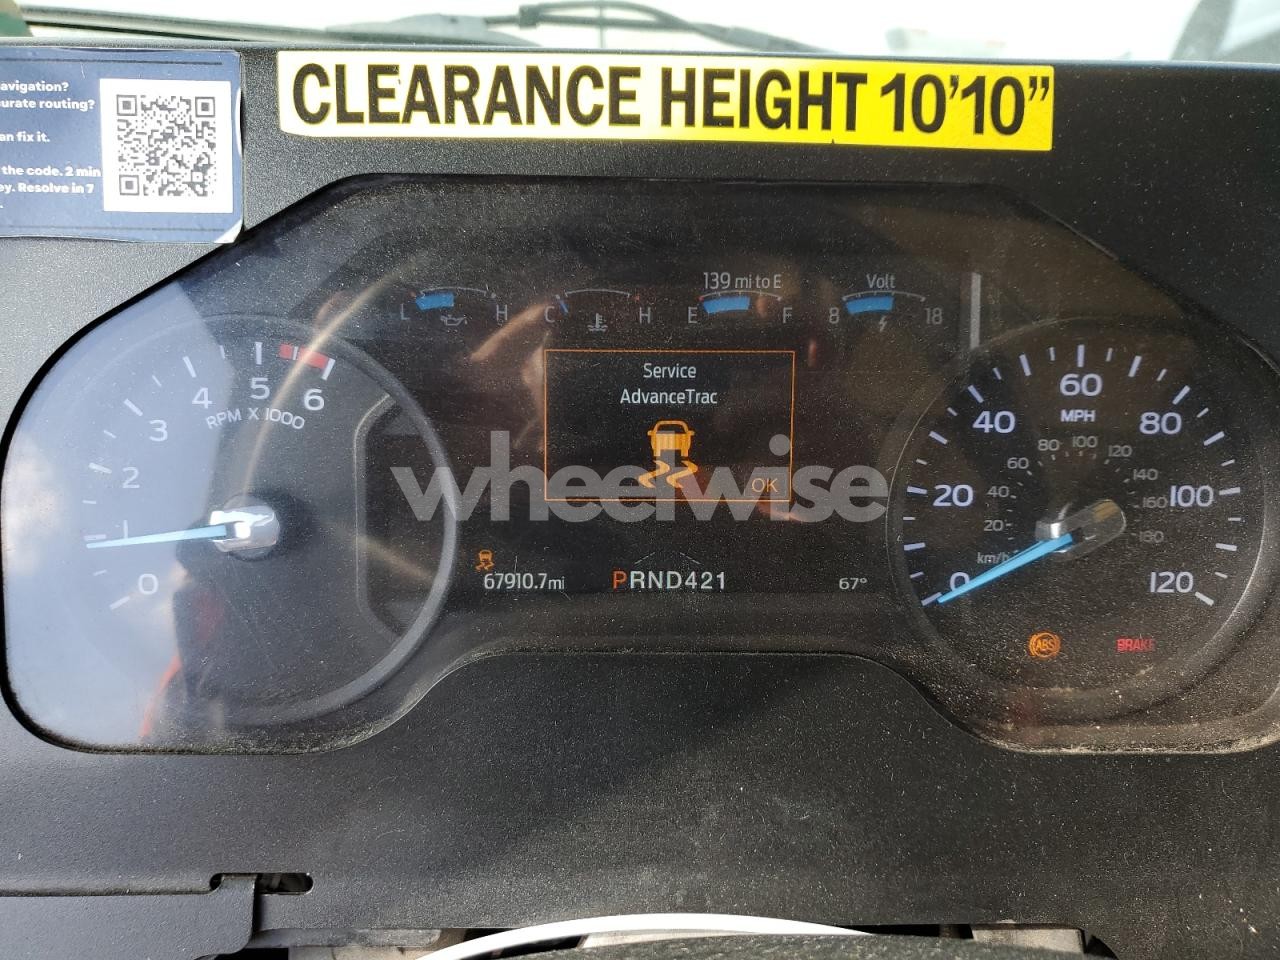 avigation?
urate routing?
an fix it.
the code. 2 min
ey. Resolve in 7
CLEARANCE HEIGHT 10'10"
139 mi to E
Volt
L H C H E F 8 18
Service
AdvanceTrac
OK
wheelwise
0 1 2 3 4 5 6
RPM X 1000
0 20 40 60 80 100 120
MPH
20 40 60 80 100 120 140 160 180
km/h
67910.7mi
PRND421
67°
ABS
BRAKE